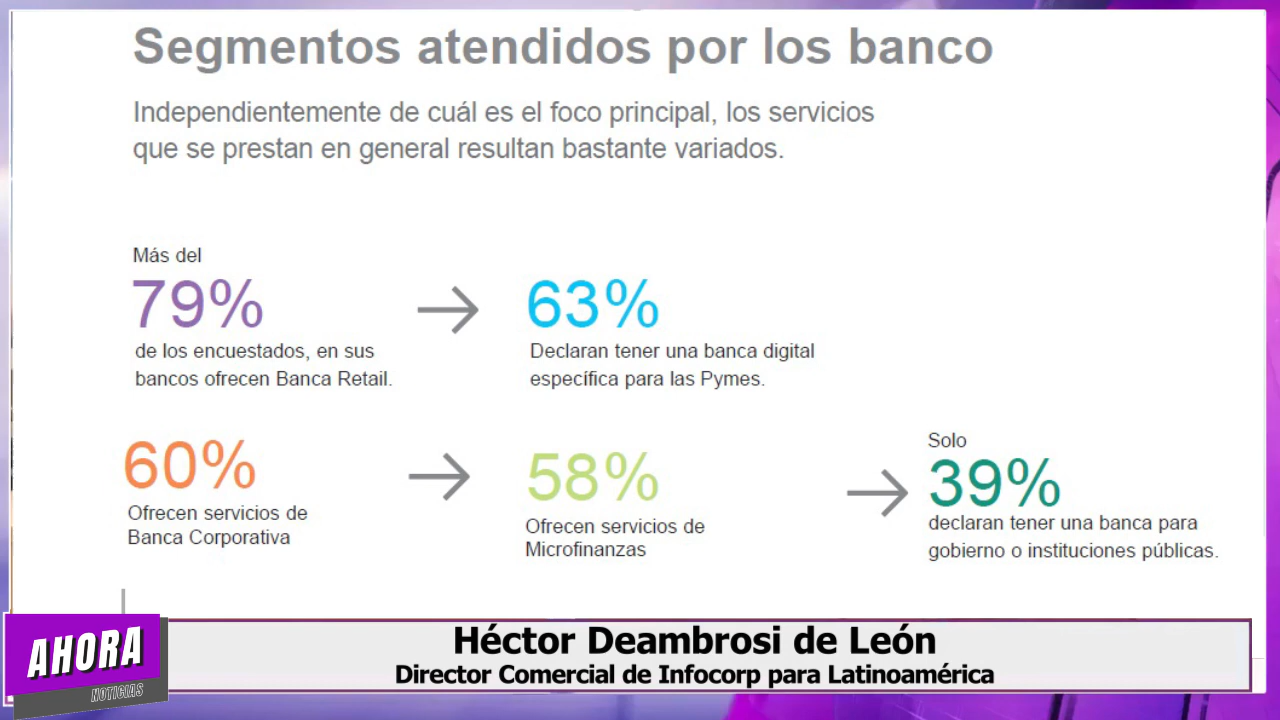 Segmentos atendidos por los banco
Independientemente de cuál es el foco principal, los servicios
que se prestan en general resultan bastante variados.
Más del
79%
de los encuestados, en sus
bancos ofrecen Banca Retail.
63%
Declaran tener una banca digital
específica para las Pymes.
60%
Ofrecen servicios de
Banca Corporativa
58%
Ofrecen servicios de
Microfinanzas
Solo
39%
declaran tener una banca para
gobierno o instituciones públicas.
AHORA
NOTICIAS
Héctor Deambrosi de León
Director Comercial de Infocorp para Latinoamérica